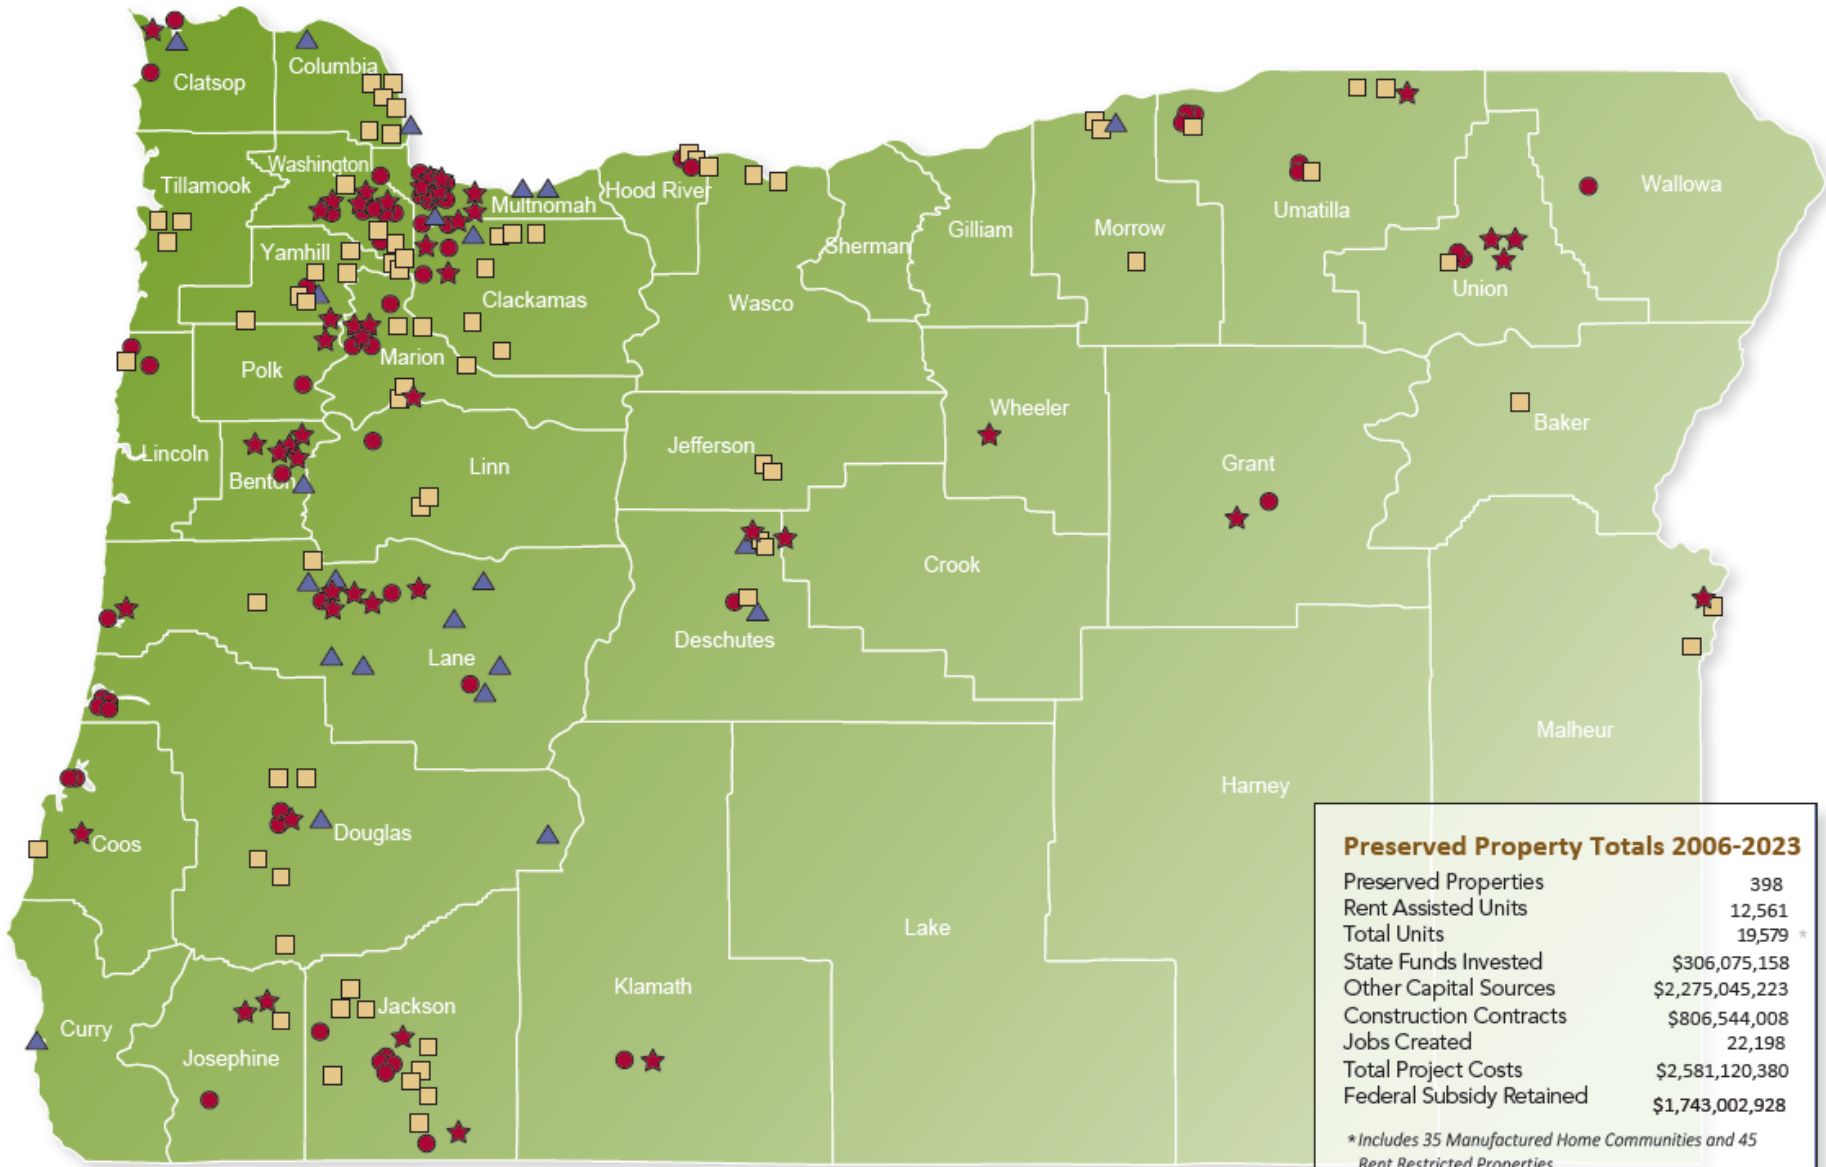 Clatsop
Columbia
Tillamook
Washington
Multnomah
Hood River
Yamhill
Clackamas
Wasco
Sherman
Gilliam
Morrow
Umatilla
Union
Wallowa
Polk
Marion
Lincoln
Benton
Linn
Jefferson
Wheeler
Grant
Baker
Lane
Deschutes
Crook
Coos
Douglas
Harney
Malheur
Curry
Josephine
Jackson
Klamath
Lake
Preserved Property Totals 2006-2023
Preserved Properties 398
Rent Assisted Units 12,561
Total Units 19,579 *
State Funds Invested $306,075,158
Other Capital Sources $2,275,045,223
Construction Contracts $806,544,008
Jobs Created 22,198
Total Project Costs $2,581,120,380
Federal Subsidy Retained $1,743,002,928
*Includes 35 Manufactured Home Communities and 45
Rent Restricted Properties